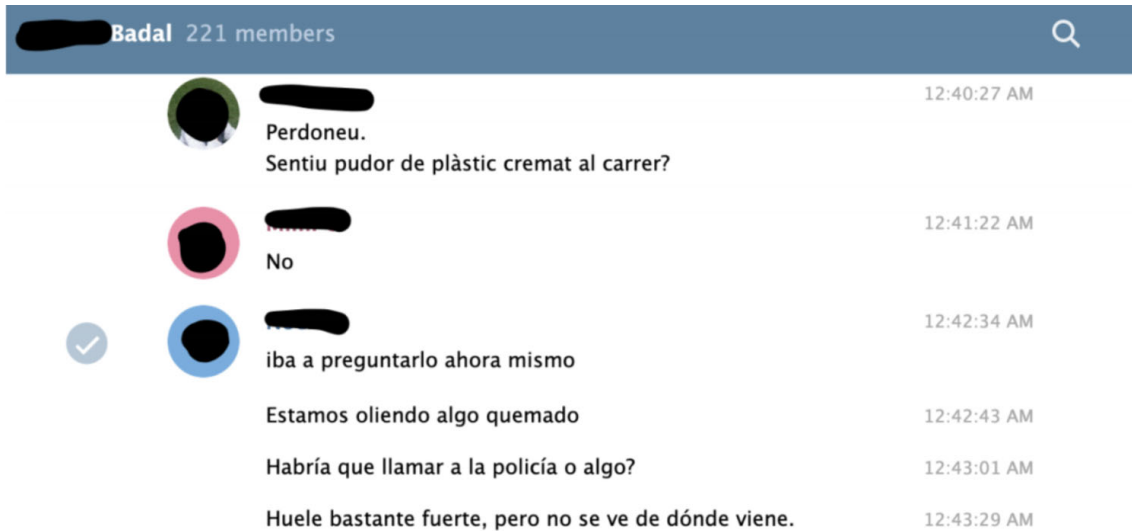 Badal 221 members
12:40:27 AM
Perdoneu.
Sentiu pudor de plàstic cremat al carrer?
12:41:22 AM
No
12:42:34 AM
iba a preguntarlo ahora mismo
Estamos oliendo algo quemado 12:42:43 AM
Habría que llamar a la policía o algo? 12:43:01 AM
Huele bastante fuerte, pero no se ve de dónde viene. 12:43:29 AM